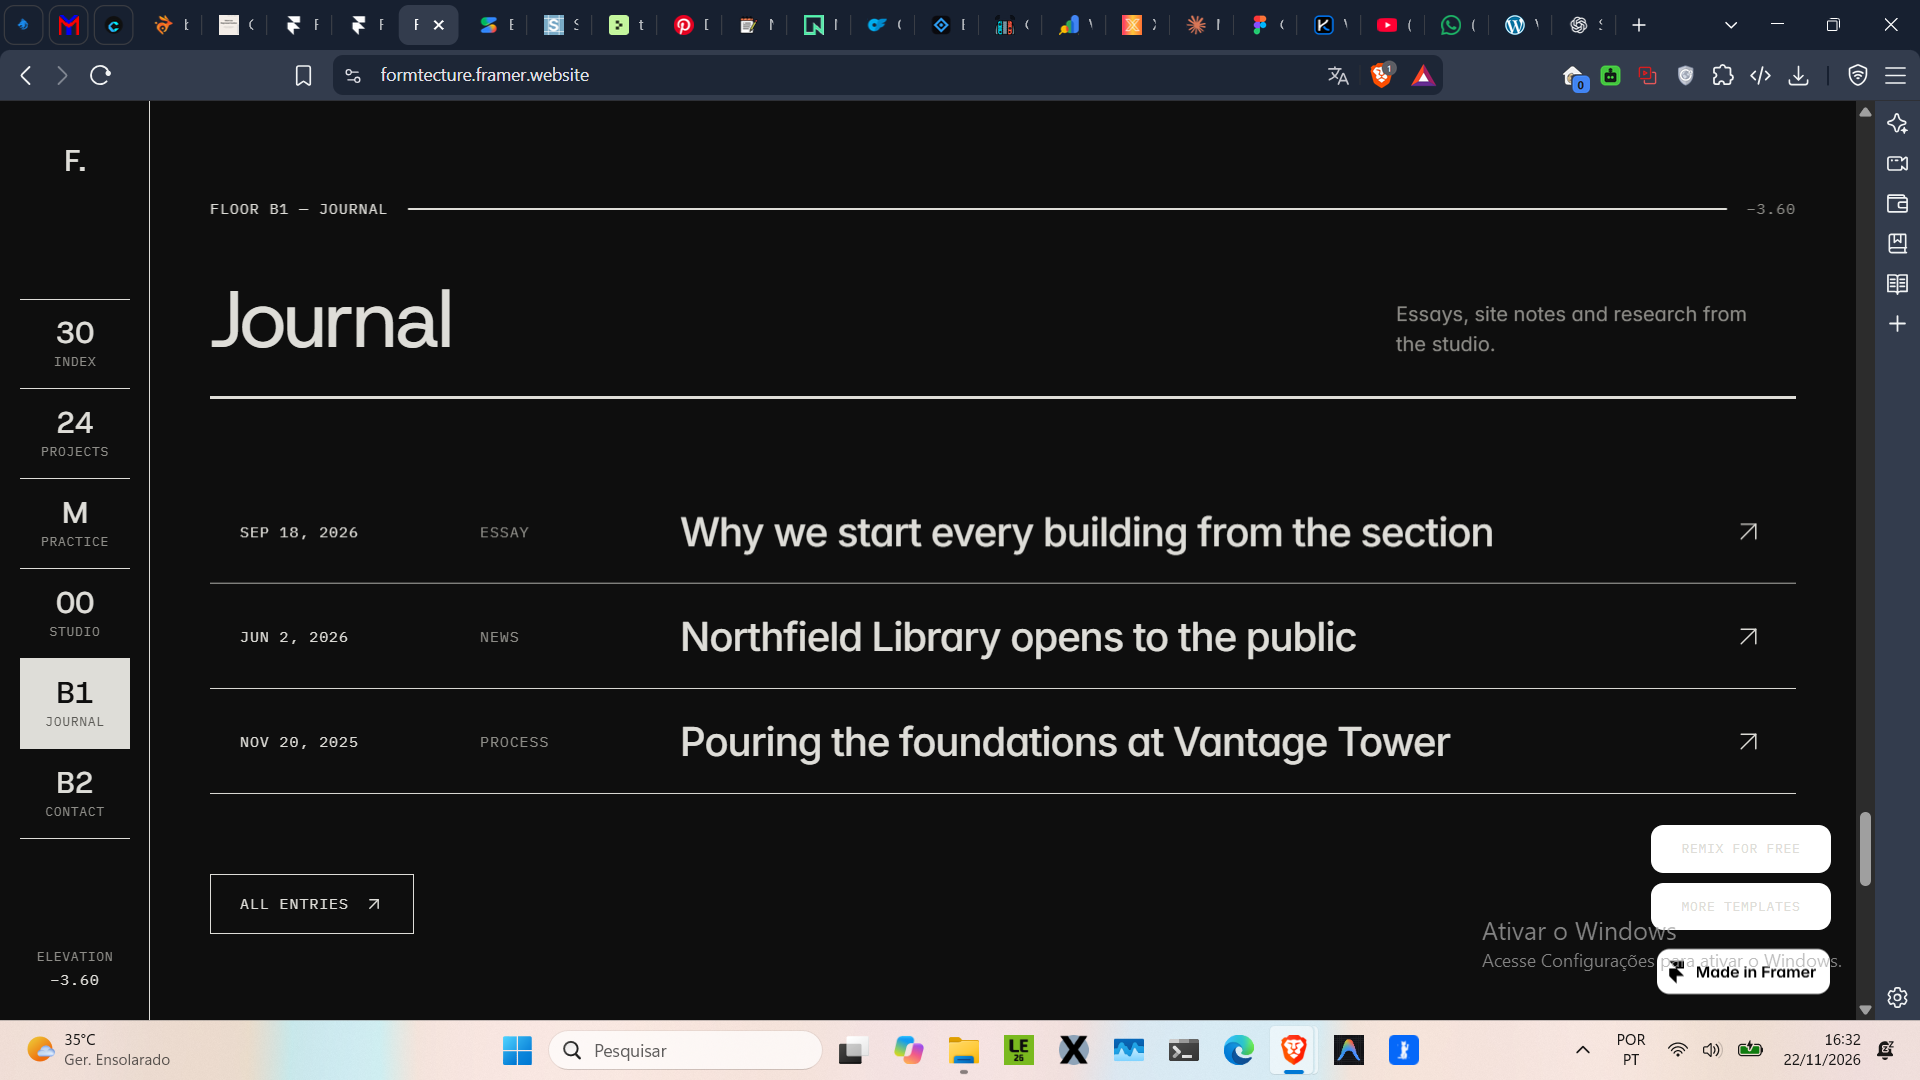 formtecture.framer.website
1
0
F.
FLOOR B1 — JOURNAL
−3.60
Journal
Essays, site notes and research from
the studio.
30
INDEX
24
PROJECTS
M
PRACTICE
00
STUDIO
B1
JOURNAL
B2
CONTACT
ELEVATION
−3.60
SEP 18, 2026
ESSAY
Why we start every building from the section
JUN 2, 2026
NEWS
Northfield Library opens to the public
NOV 20, 2025
PROCESS
Pouring the foundations at Vantage Tower
ALL ENTRIES
REMIX FOR FREE
MORE TEMPLATES
Ativar o Windows
Acesse Configurações para ativar o Windows.
Made in Framer
35°C
Ger. Ensolarado
Pesquisar
LE
26
POR
PT
16:32
22/11/2026